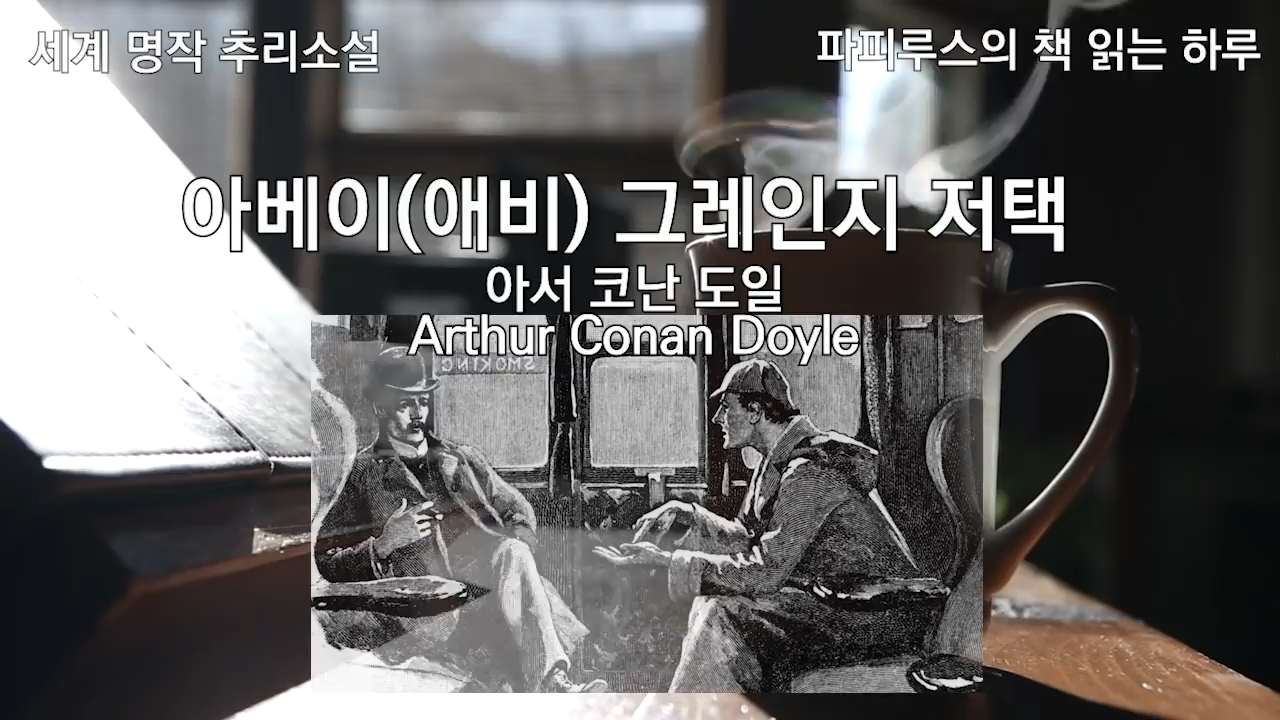 세계 명작 추리소설
파피루스의 책 읽는 하루
아베이(애비) 그레인지 저택
아서 코난 도일
Arthur Conan Doyle
SMOKING